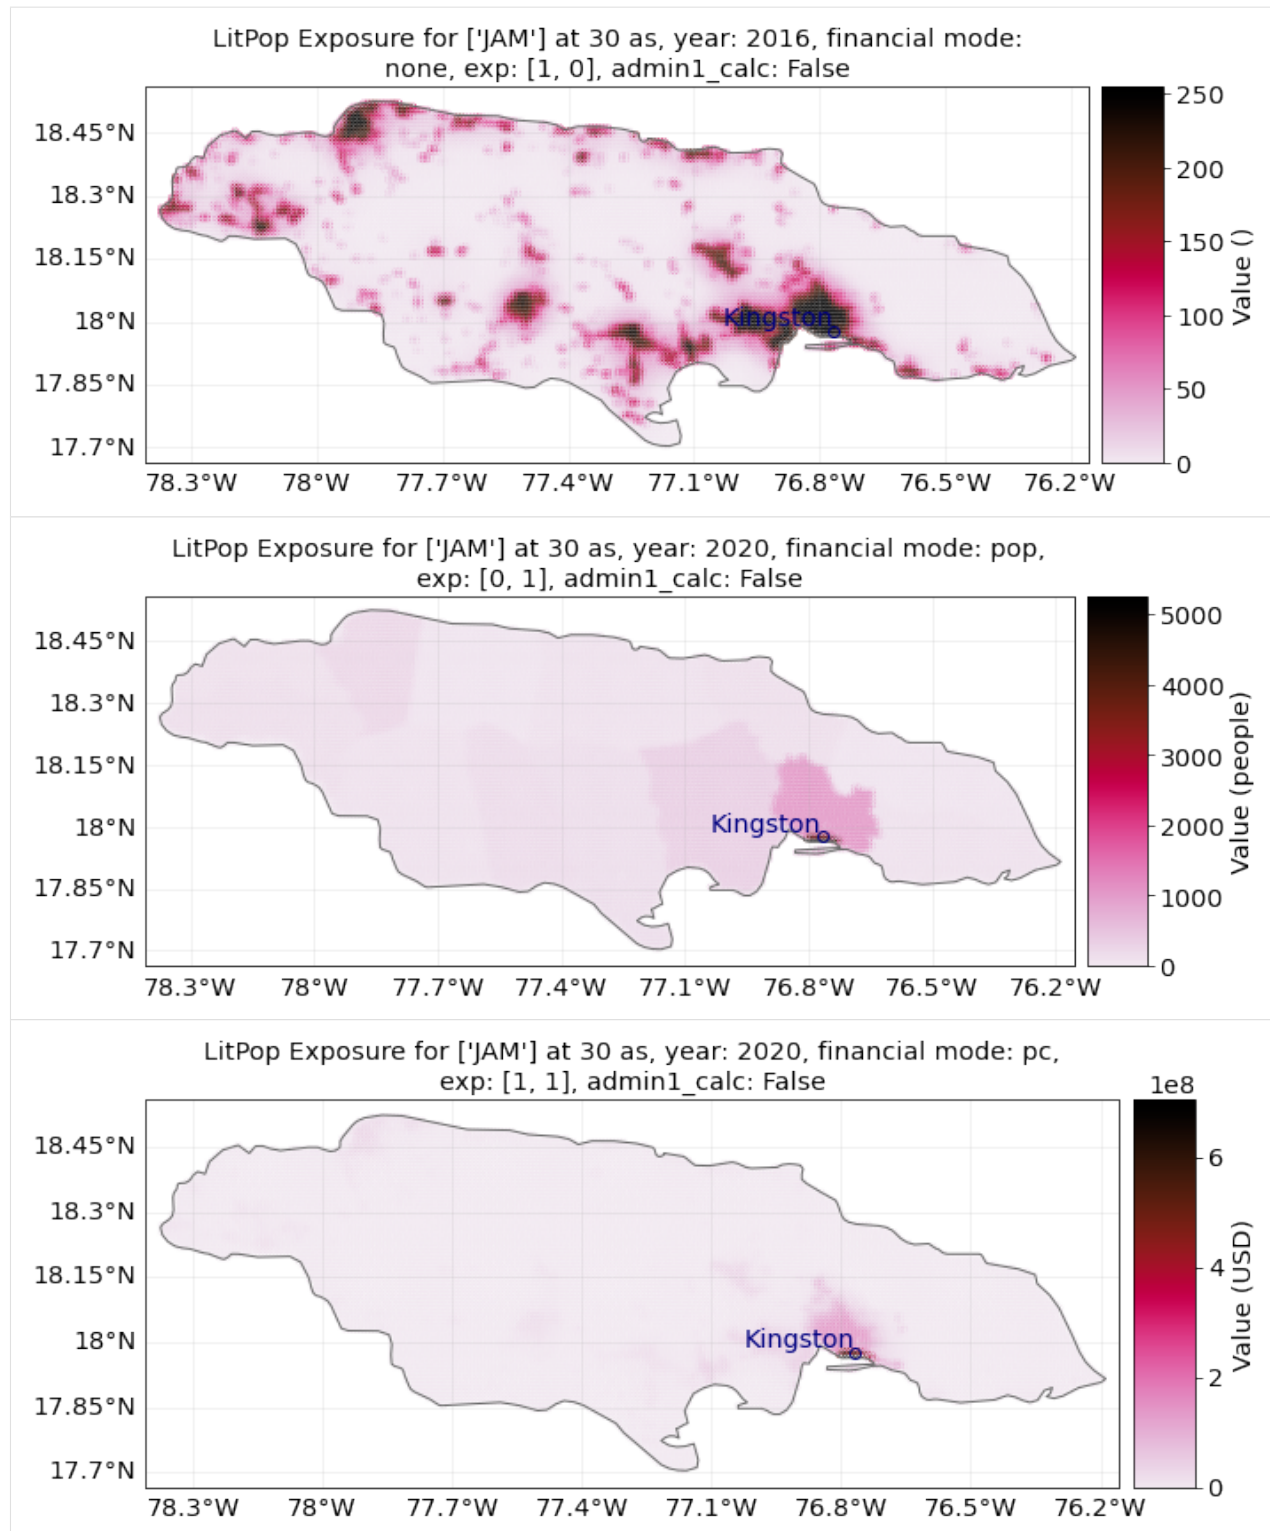 LitPop Exposure for ['JAM'] at 30 as, year: 2016, financial mode:
none, exp: [1, 0], admin1_calc: False
18.45°N
18.3°N
18.15°N
18°N
17.85°N
17.7°N
Kingston
78.3°W 78°W 77.7°W 77.4°W 77.1°W 76.8°W 76.5°W 76.2°W
250
200
150
100
50
0
Value ()
LitPop Exposure for ['JAM'] at 30 as, year: 2020, financial mode: pop,
exp: [0, 1], admin1_calc: False
18.45°N
18.3°N
18.15°N
18°N
17.85°N
17.7°N
Kingston
78.3°W 78°W 77.7°W 77.4°W 77.1°W 76.8°W 76.5°W 76.2°W
5000
4000
3000
2000
1000
0
Value (people)
LitPop Exposure for ['JAM'] at 30 as, year: 2020, financial mode: pc,
exp: [1, 1], admin1_calc: False
18.45°N
18.3°N
18.15°N
18°N
17.85°N
17.7°N
Kingston
78.3°W 78°W 77.7°W 77.4°W 77.1°W 76.8°W 76.5°W 76.2°W
1e8
6
4
2
0
Value (USD)